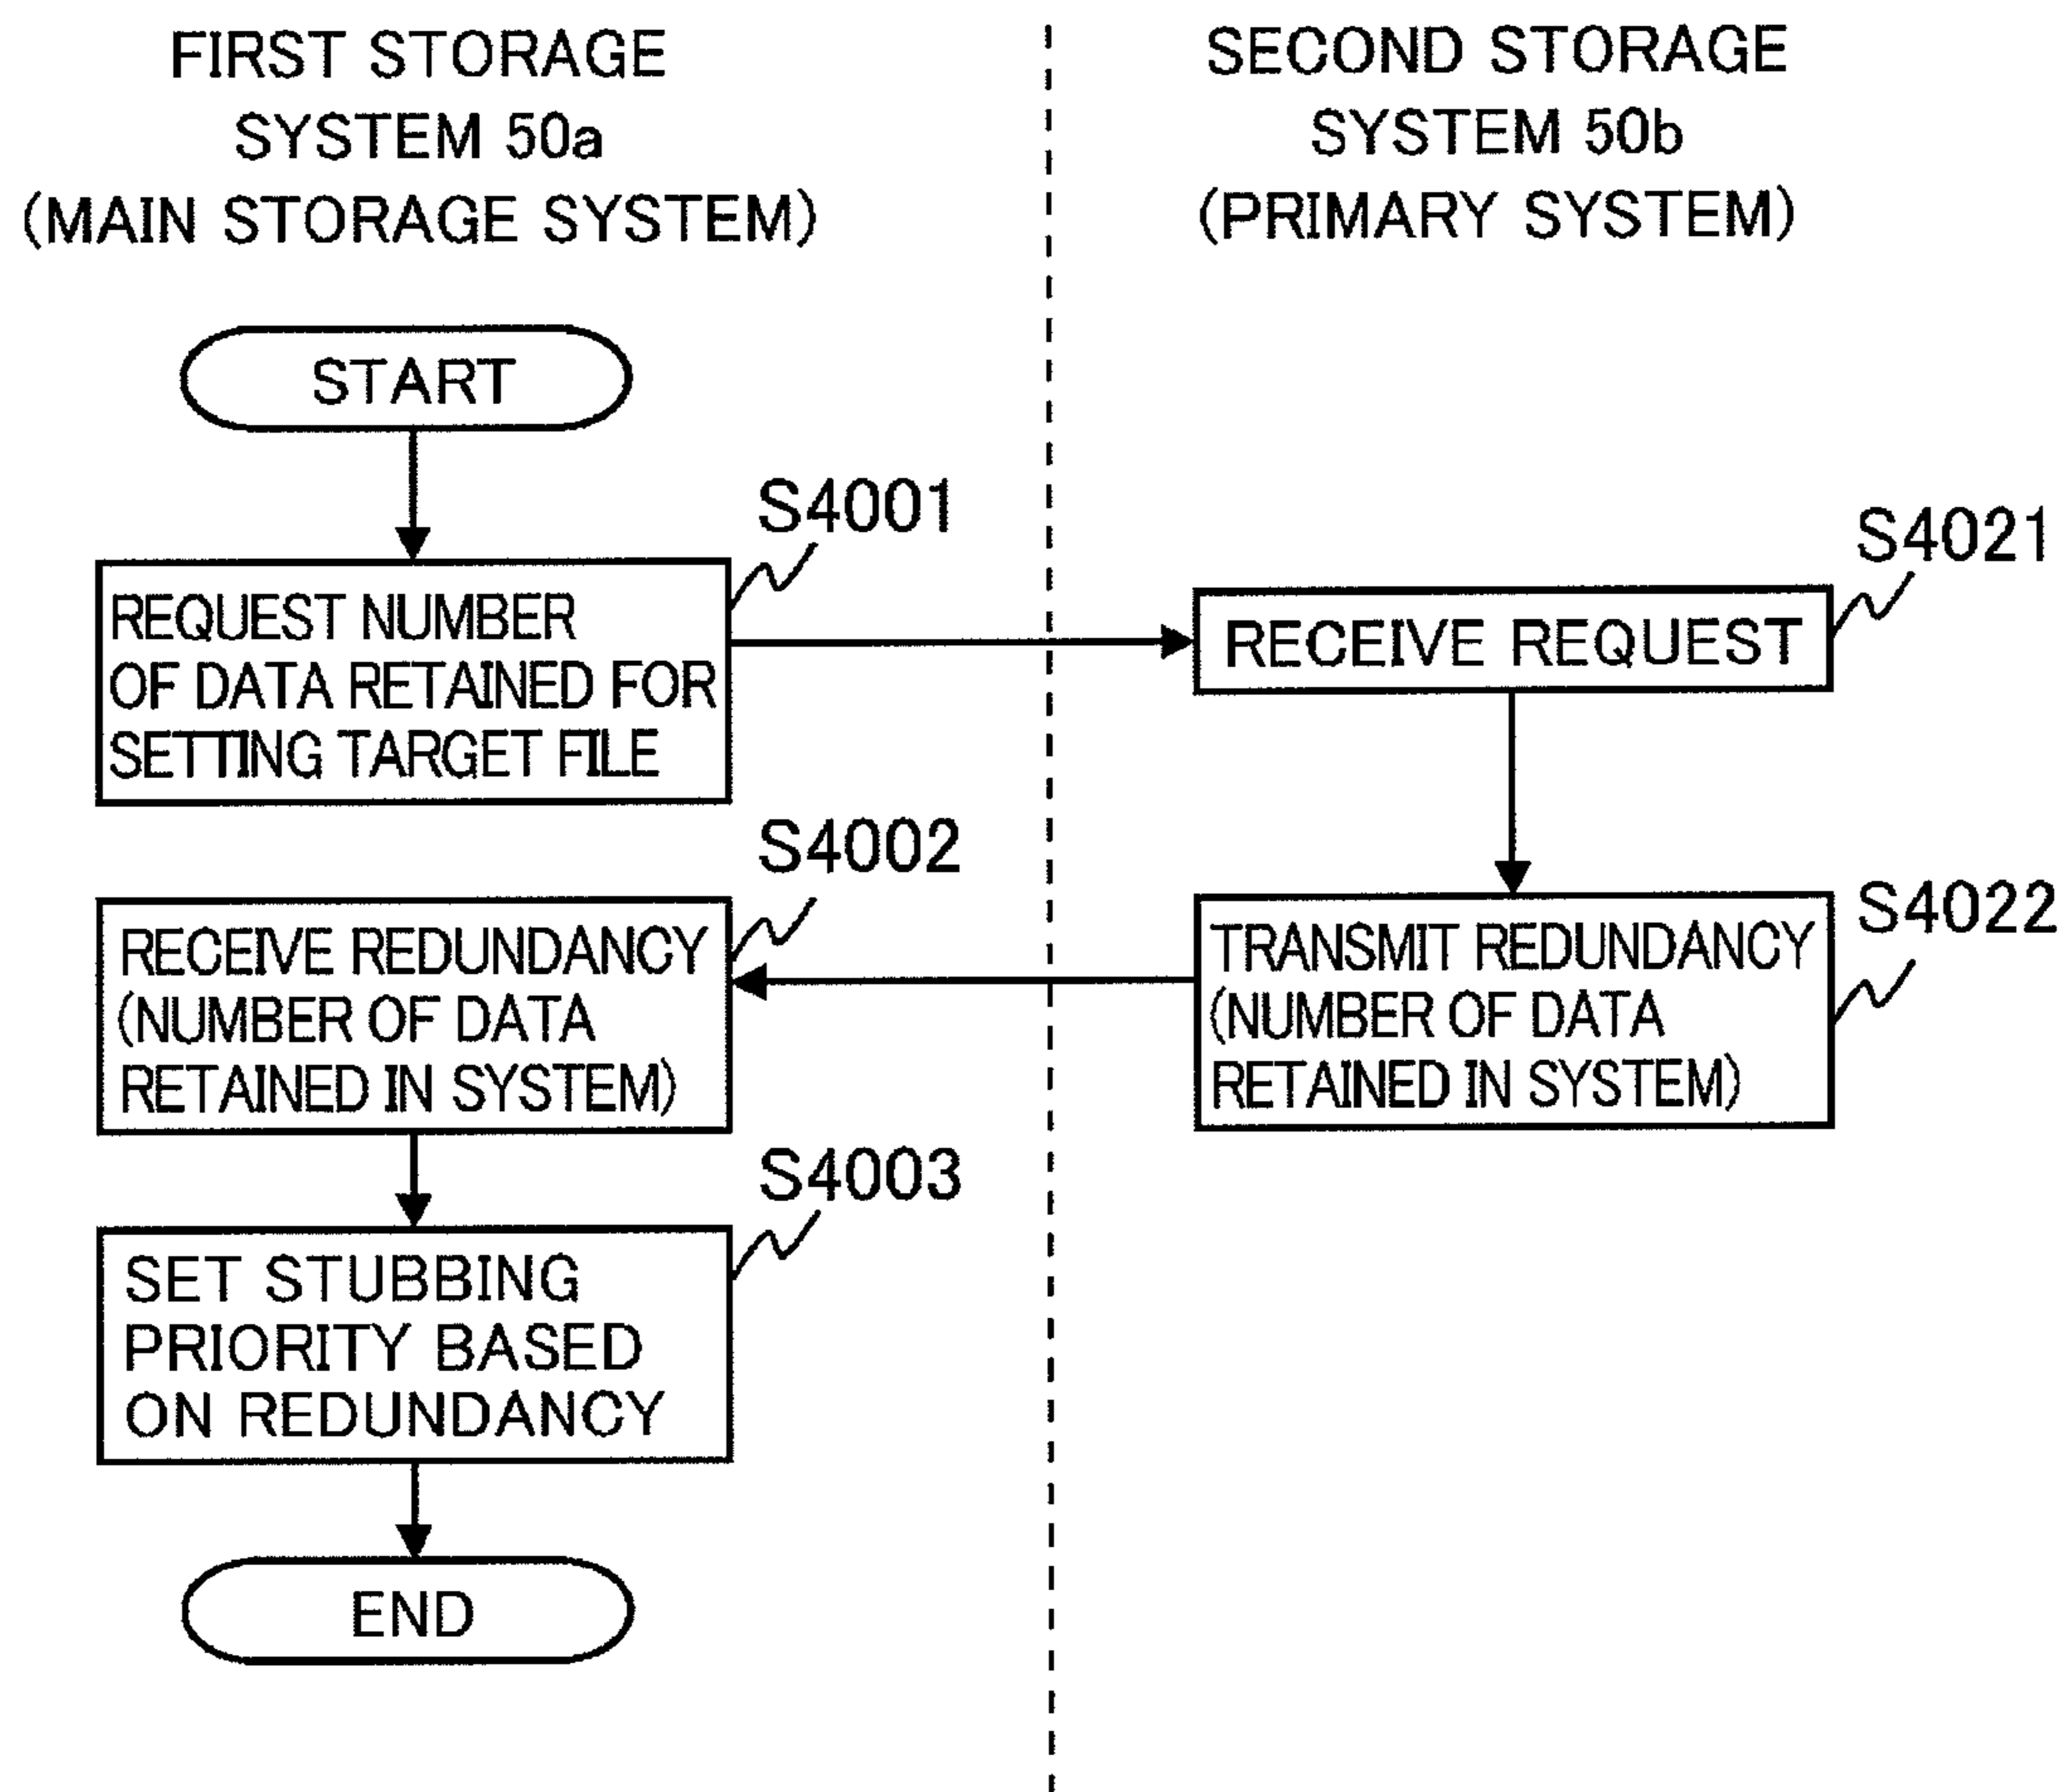 FIRST STORAGE
SYSTEM 50a
(MAIN STORAGE SYSTEM)
SECOND STORAGE
SYSTEM 50b
(PRIMARY SYSTEM)
START
S4001
REQUEST NUMBER
OF DATA RETAINED FOR
SETTING TARGET FILE
S4021
RECEIVE REQUEST
S4002
RECEIVE REDUNDANCY
(NUMBER OF DATA
RETAINED IN SYSTEM)
S4022
TRANSMIT REDUNDANCY
(NUMBER OF DATA
RETAINED IN SYSTEM)
S4003
SET STUBBING
PRIORITY BASED
ON REDUNDANCY
END